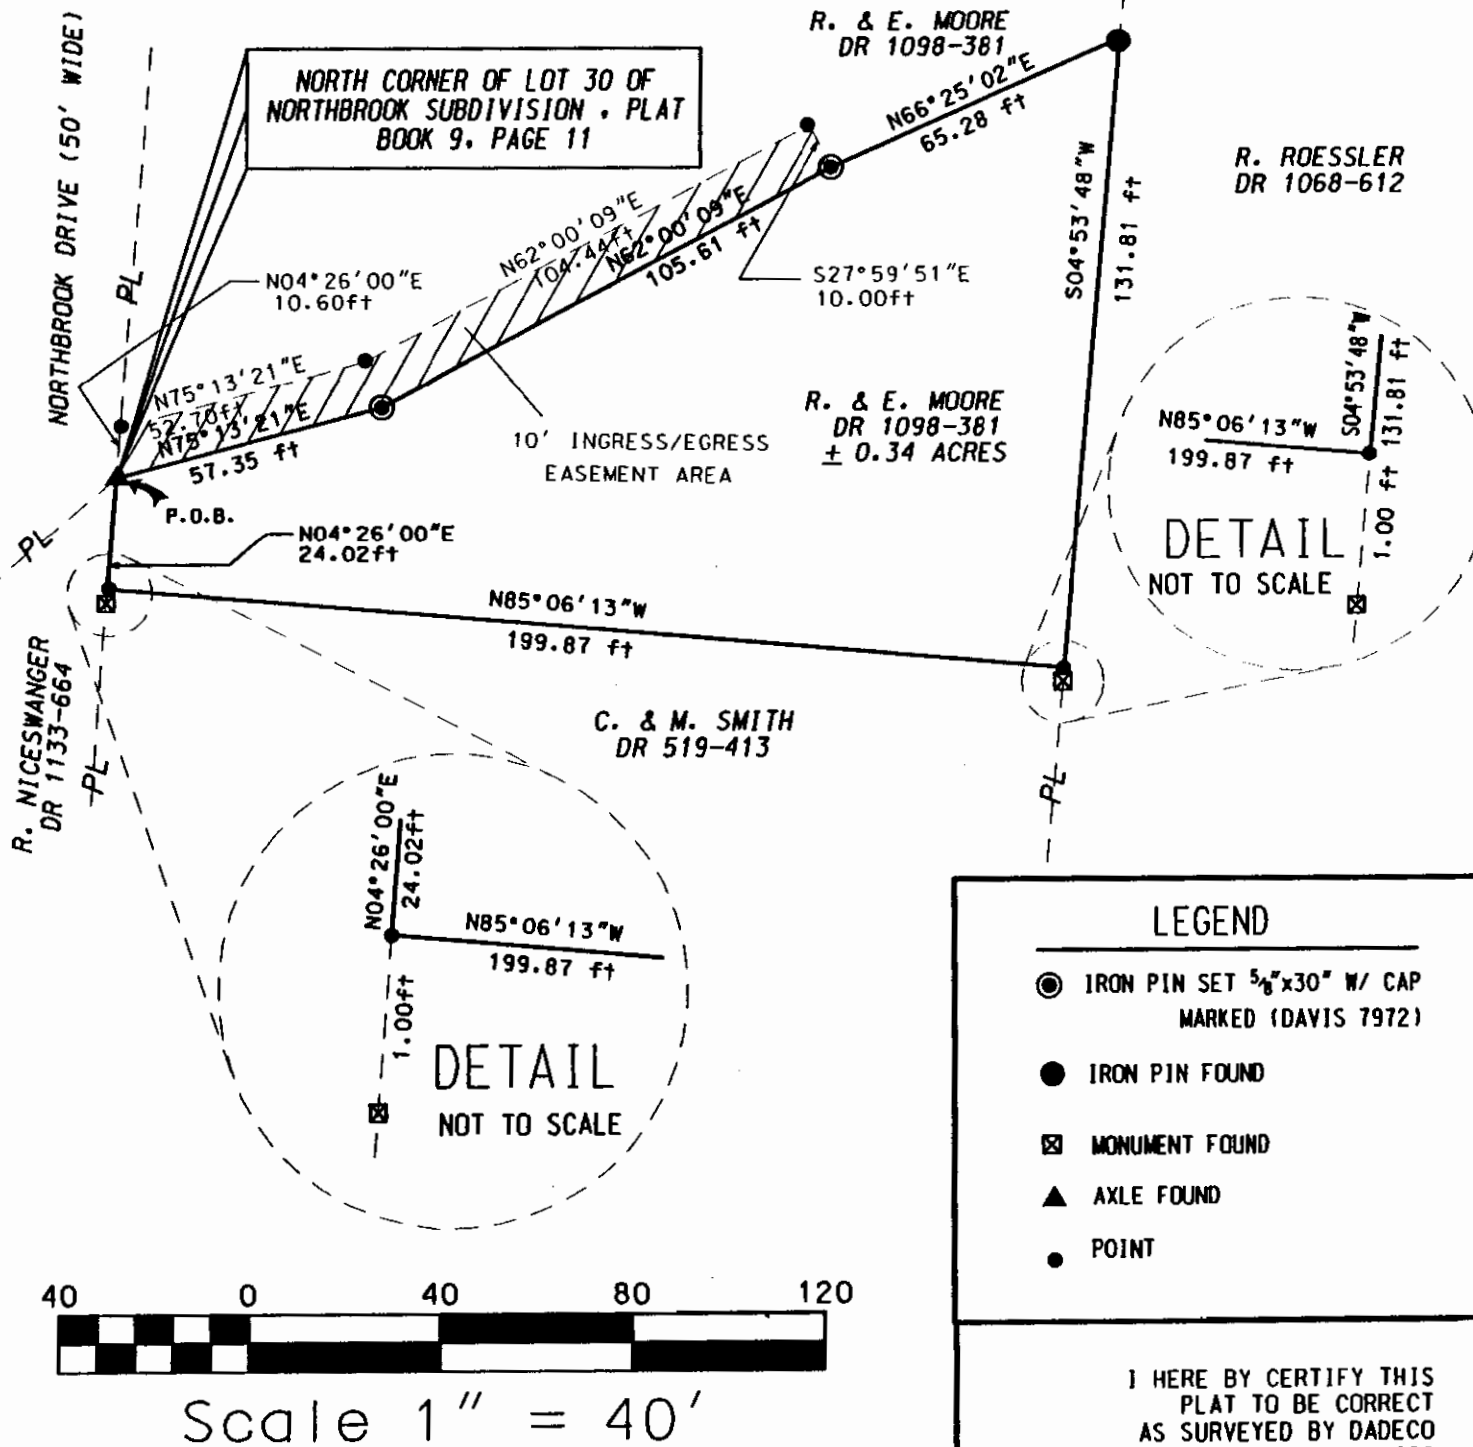 R. & E. MOORE
DR 1098-381
NORTHBROOK DRIVE (50' WIDE)
NORTH CORNER OF LOT 30 OF
NORTHBROOK SUBDIVISION . PLAT
BOOK 9. PAGE 11
N66°25'02"E
65.28 ft
R. ROESSLER
DR 1068-612
PL
N04°26'00"E
10.60ft
N62°00'09"E
104.44ft
N62°00'09"E
105.61 ft
S27°59'51"E
10.00ft
S04°53'48"W
131.81 ft
N75°13'21"E
52.70ft
N75°13'21"E
57.35 ft
10' INGRESS/EGRESS
EASEMENT AREA
R. & E. MOORE
DR 1098-381
± 0.34 ACRES
P.O.B.
PL
N04°26'00"E
24.02ft
N85°06'13"W
199.87 ft
S04°53'48"W
131.81 ft
N85°06'13"W
199.87 ft
1.00 ft
DETAIL
NOT TO SCALE
R. NICESWANGER
DR 1133-664
PL
C. & M. SMITH
DR 519-413
PL
N04°26'00"E
24.02ft
N85°06'13"W
199.87 ft
1.00ft
DETAIL
NOT TO SCALE
LEGEND
IRON PIN SET 5/8"x30" W/ CAP
MARKED (DAVIS 7972)
IRON PIN FOUND
MONUMENT FOUND
AXLE FOUND
POINT
40 0 40 80 120
Scale 1" = 40'
I HERE BY CERTIFY THIS
PLAT TO BE CORRECT
AS SURVEYED BY DADECO